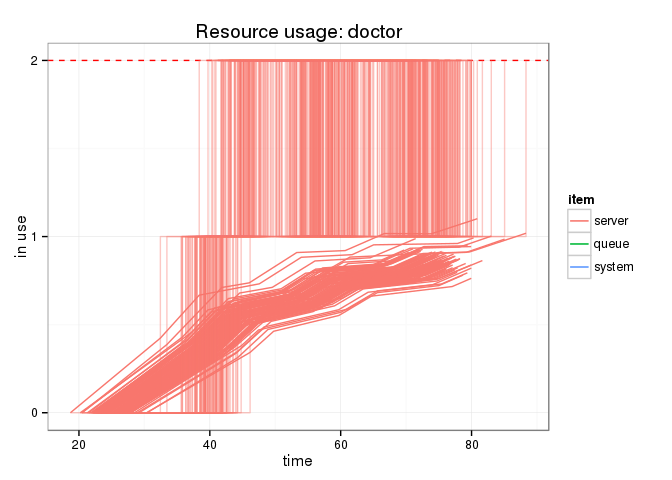 Resource usage: doctor
2
1
0
in use
20 40 60 80
time
item
server
queue
system